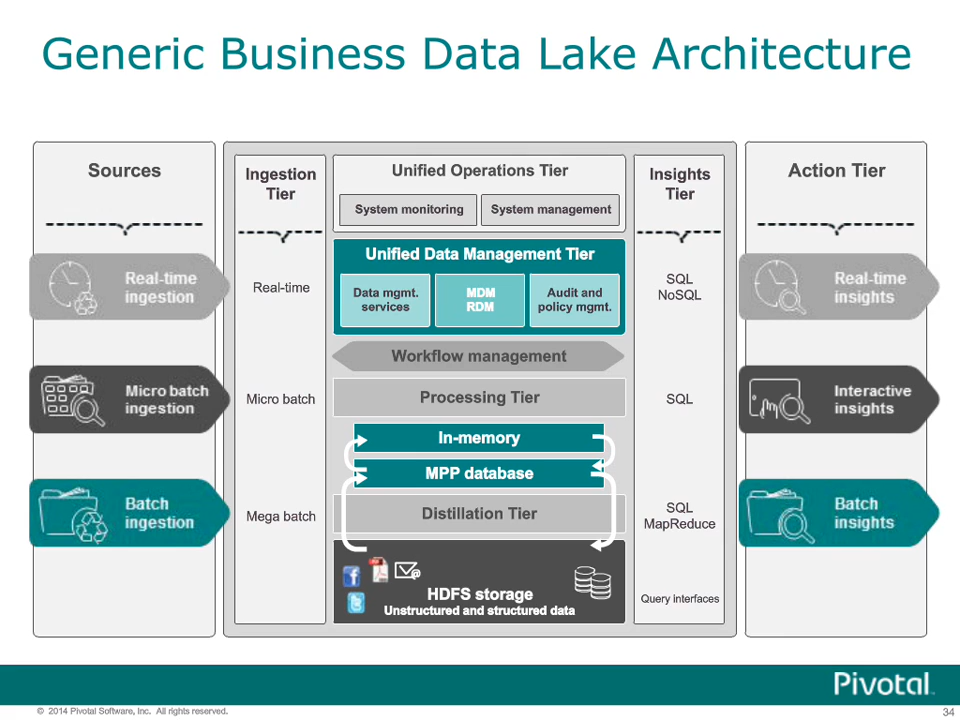 Generic Business Data Lake Architecture
Sources
Real-time
ingestion
Micro batch
ingestion
Batch
ingestion
Ingestion
Tier
Real-time
Micro batch
Mega batch
Unified Operations Tier
System monitoring
System management
Unified Data Management Tier
Data mgmt.
services
MDM
RDM
Audit and
policy mgmt.
Workflow management
Processing Tier
In-memory
MPP database
Distillation Tier
HDFS storage
Unstructured and structured data
Insights
Tier
SQL
NoSQL
SQL
SQL
MapReduce
Query interfaces
Action Tier
Real-time
insights
Interactive
insights
Batch
insights
Pivotal
© 2014 Pivotal Software, Inc. All rights reserved.
34